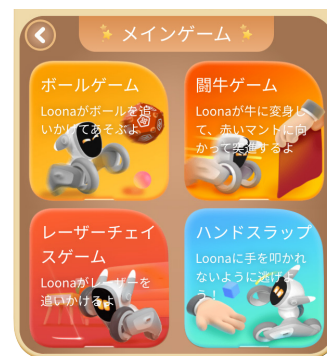 メインゲーム
ボールゲーム
Loonaがボールを追
いかけてあそぶよ
闘牛ゲーム
Loonaが牛に変身し
て、赤いマントに向
かって突進するよ
レーザーチェイ
スゲーム
Loonaがレーザーを
追いかけるよ
ハンドスラップ
Loonaに手を叩かれ
ないように逃げよ
う！